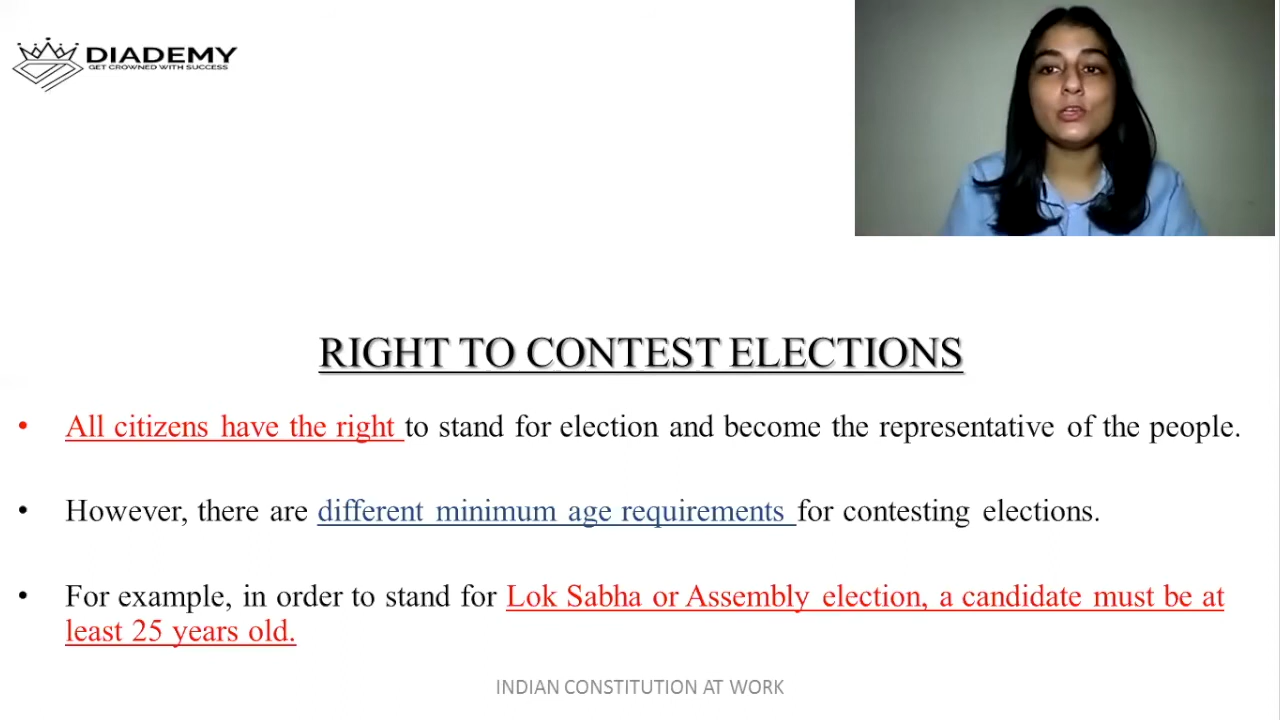 DIADEMY
GET CROWNED WITH SUCCESS
RIGHT TO CONTEST ELECTIONS
• All citizens have the right to stand for election and become the representative of the people.
• However, there are different minimum age requirements for contesting elections.
• For example, in order to stand for Lok Sabha or Assembly election, a candidate must be at
least 25 years old.
INDIAN CONSTITUTION AT WORK